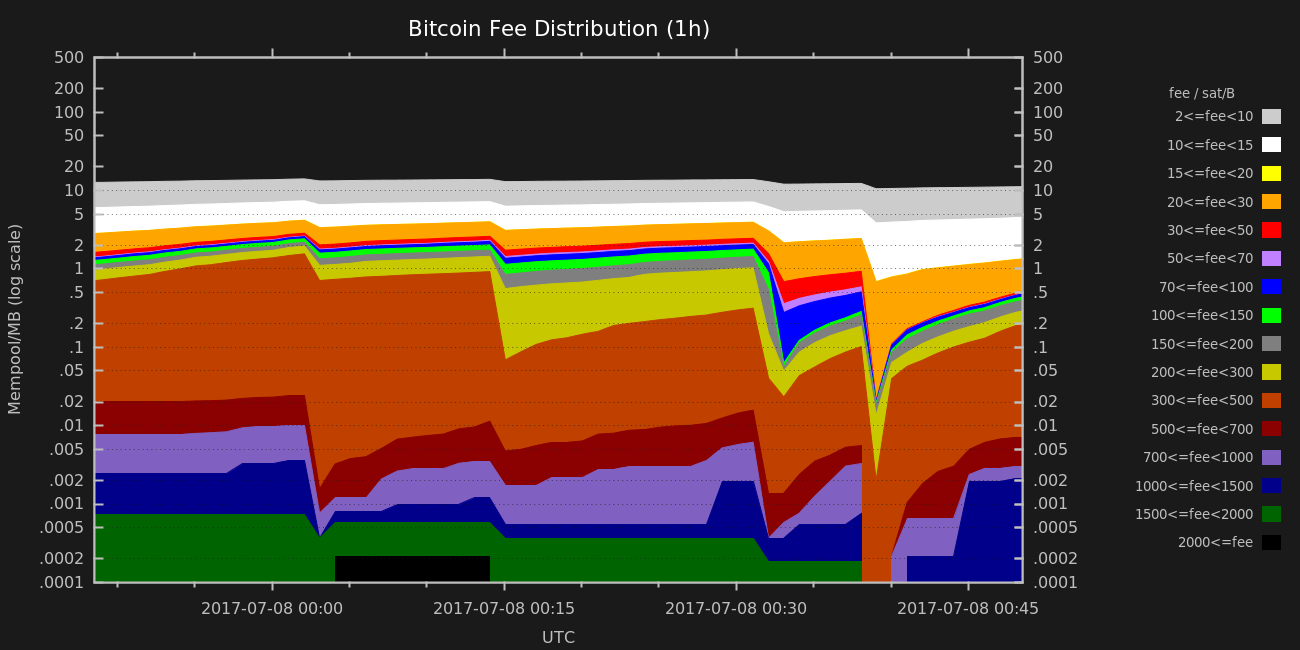 Bitcoin Fee Distribution (1h)
Mempool/MB (log scale)
500
200
100
50
20
10
5
2
1
.5
.2
.1
.05
.02
.01
.005
.002
.001
.0005
.0002
.0001
500
200
100
50
20
10
5
2
1
.5
.2
.1
.05
.02
.01
.005
.002
.001
.0005
.0002
.0001
2017-07-08 00:00
2017-07-08 00:15
2017-07-08 00:30
2017-07-08 00:45
UTC
fee / sat/B
2<=fee<10
10<=fee<15
15<=fee<20
20<=fee<30
30<=fee<50
50<=fee<70
70<=fee<100
100<=fee<150
150<=fee<200
200<=fee<300
300<=fee<500
500<=fee<700
700<=fee<1000
1000<=fee<1500
1500<=fee<2000
2000<=fee